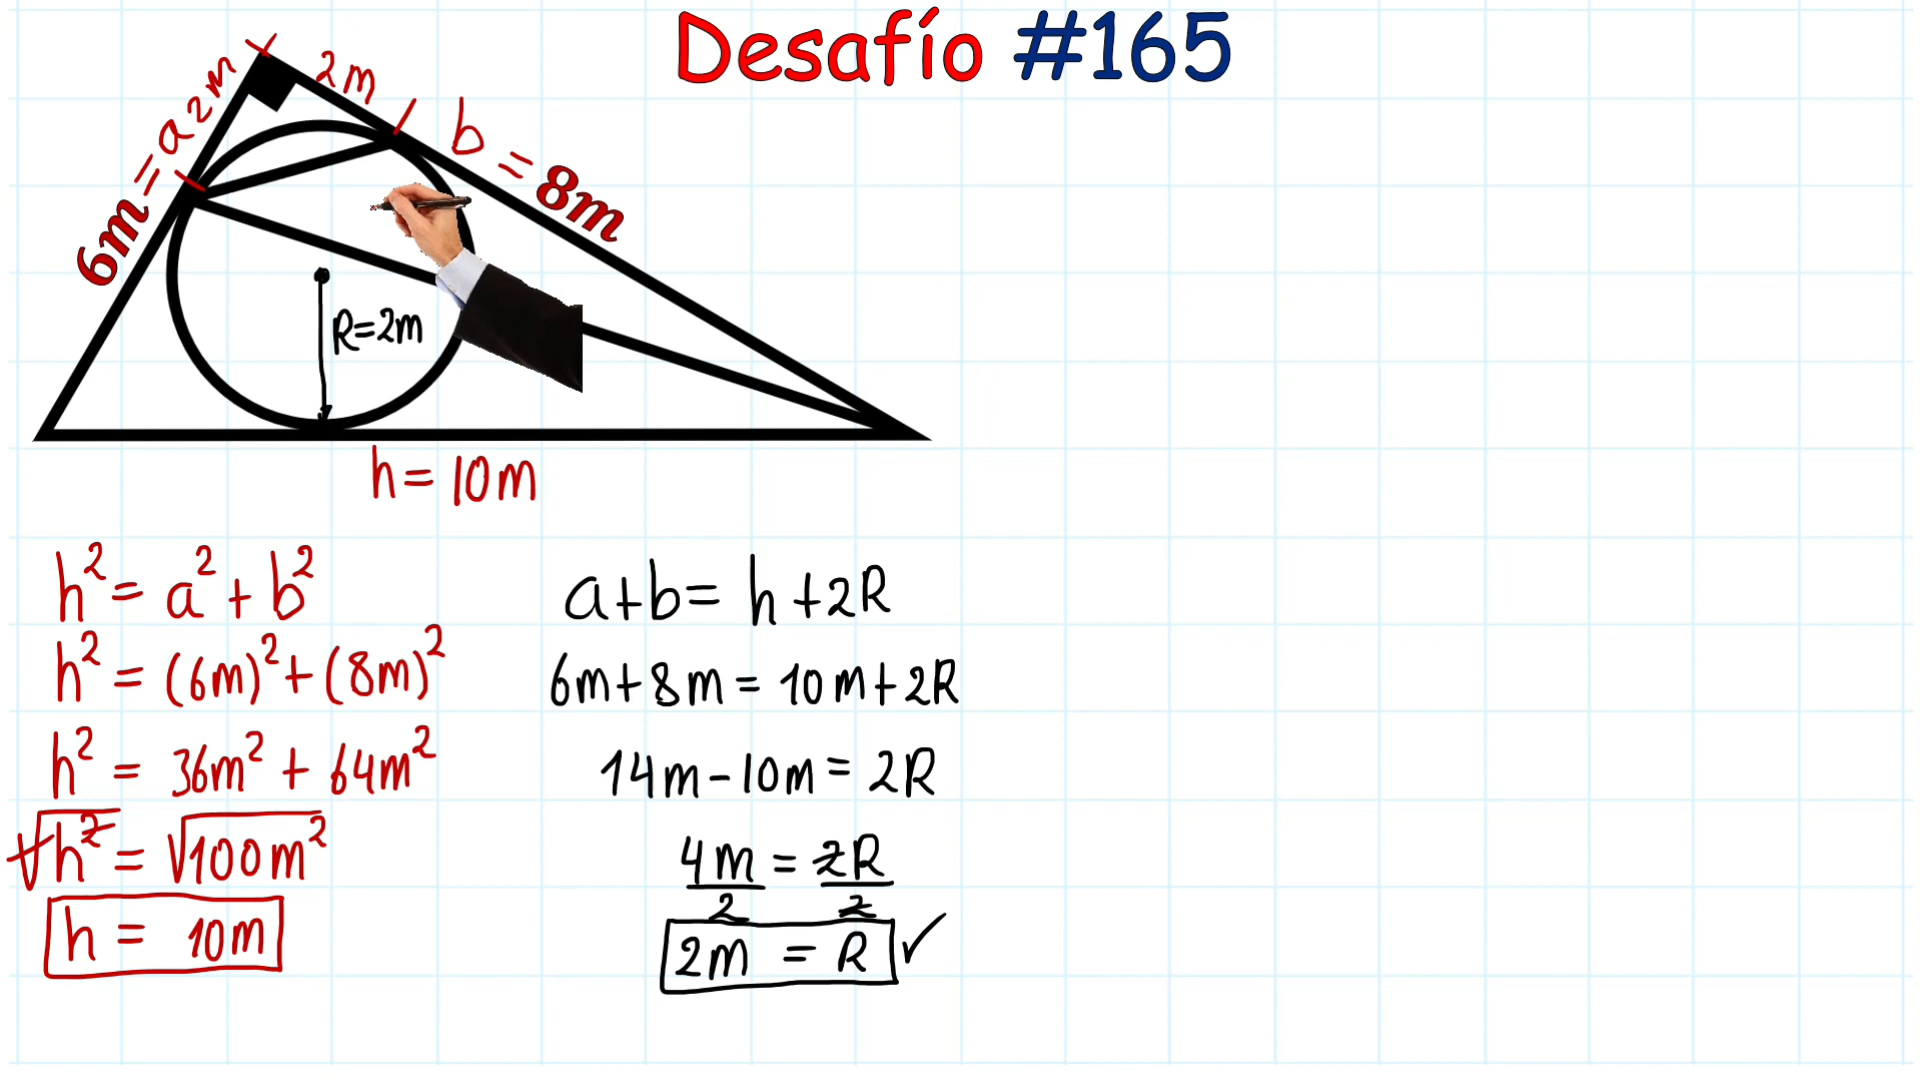 Desafío #165
2m
2m
6m = a
b = 8m
R=2m
h = 10m
h² = a² + b²
h² = (6m)² + (8m)²
h² = 36m² + 64m²
√h² = √100m²
h = 10m
a+b = h + 2R
6m+8m = 10m+2R
14m - 10m = 2R
4m/2 = 2R/2
2m = R ✓